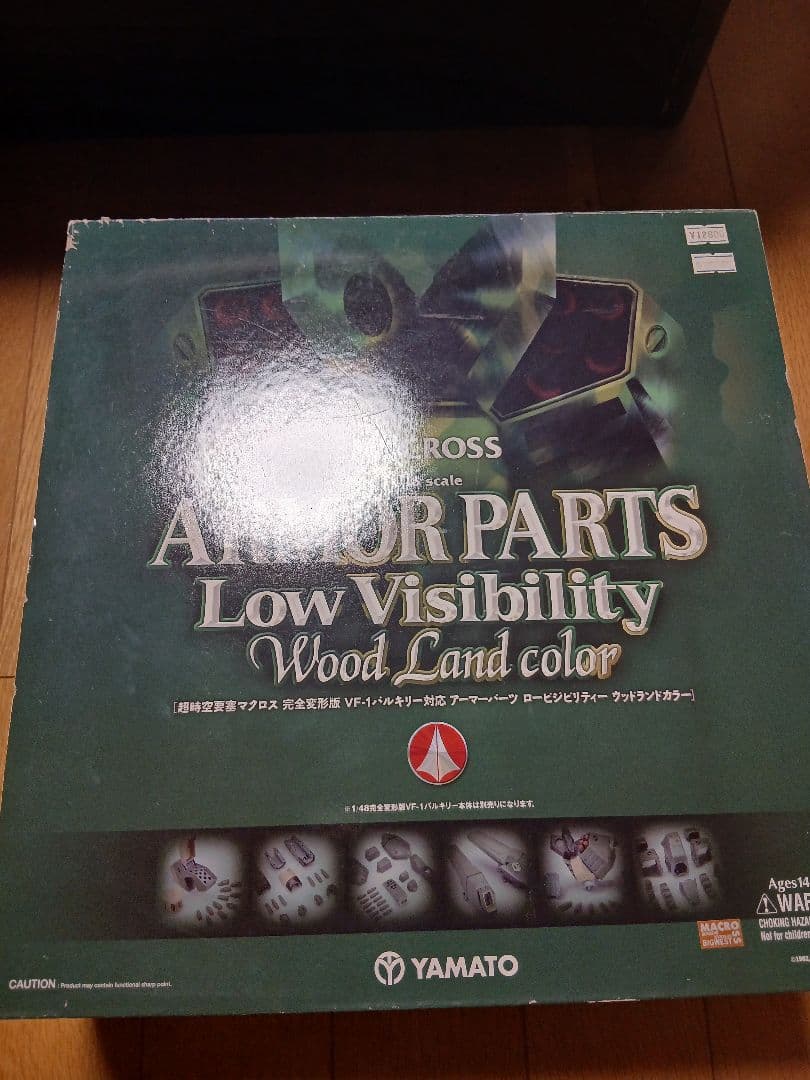 ¥12800
CROSS
scale
ARMOR PARTS
Low Visibility
Wood Land color
[超時空要塞マクロス 完全変形版 VF-1バルキリー対応 アーマーパーツ ロービジビリティー ウッドランドカラー]
※1/48完全変形版VF-1バルキリー本体は別売りになります。
Ages14
WAR
CHOKING HAZA
Not for children
MACRO
BIGWEST
SS
YAMATO
CAUTION : Product may contain functional sharp point.
©1982,